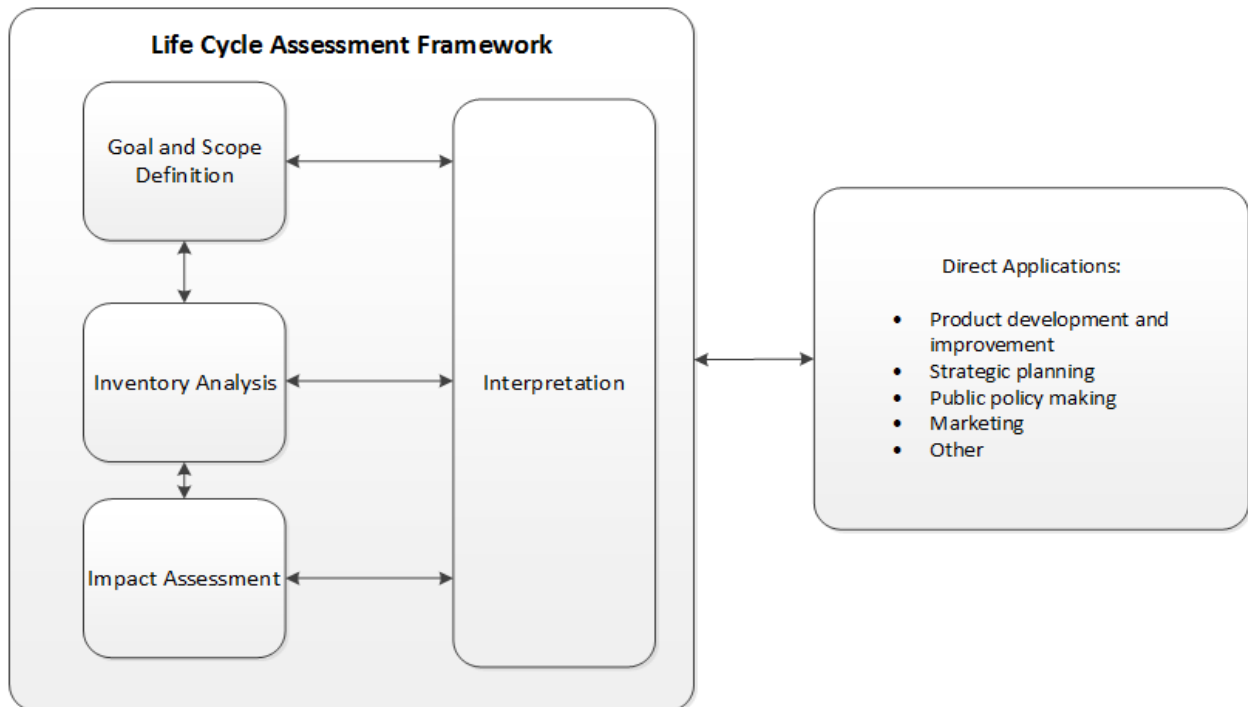 Life Cycle Assessment Framework
Goal and Scope
Definition
Inventory Analysis
Impact Assessment
Interpretation
Direct Applications:
• Product development and
improvement
• Strategic planning
• Public policy making
• Marketing
• Other